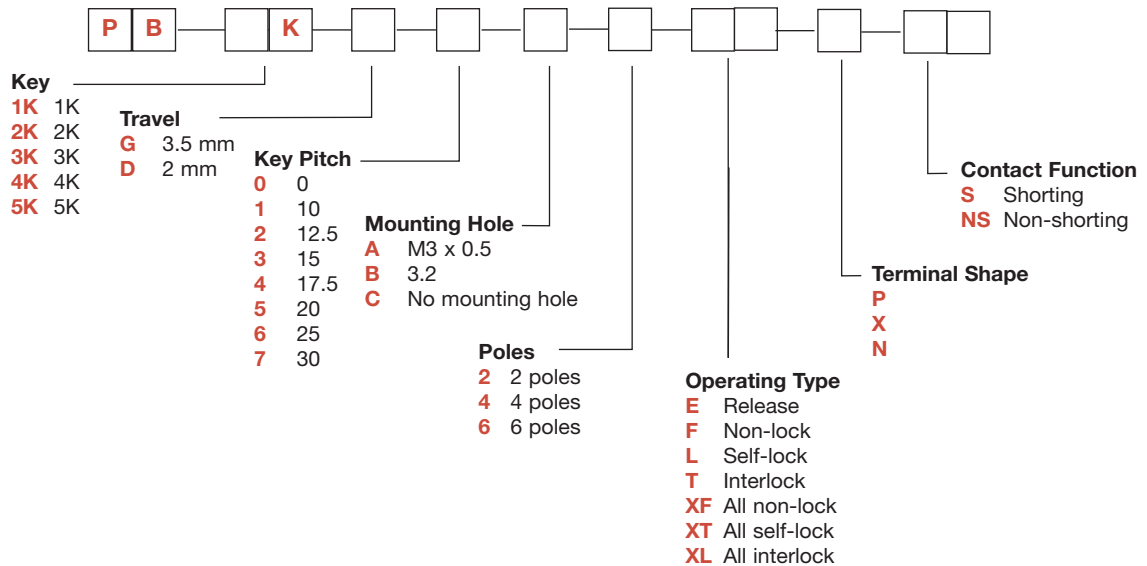 P B K
Key
1K 1K
2K 2K
3K 3K
4K 4K
5K 5K
Travel
G 3.5 mm
D 2 mm
Key Pitch
0 0
1 10
2 12.5
3 15
4 17.5
5 20
6 25
7 30
Mounting Hole
A M3 x 0.5
B 3.2
C No mounting hole
Poles
2 2 poles
4 4 poles
6 6 poles
Operating Type
E Release
F Non-lock
L Self-lock
T Interlock
XF All non-lock
XT All self-lock
XL All interlock
Terminal Shape
P
X
N
Contact Function
S Shorting
NS Non-shorting